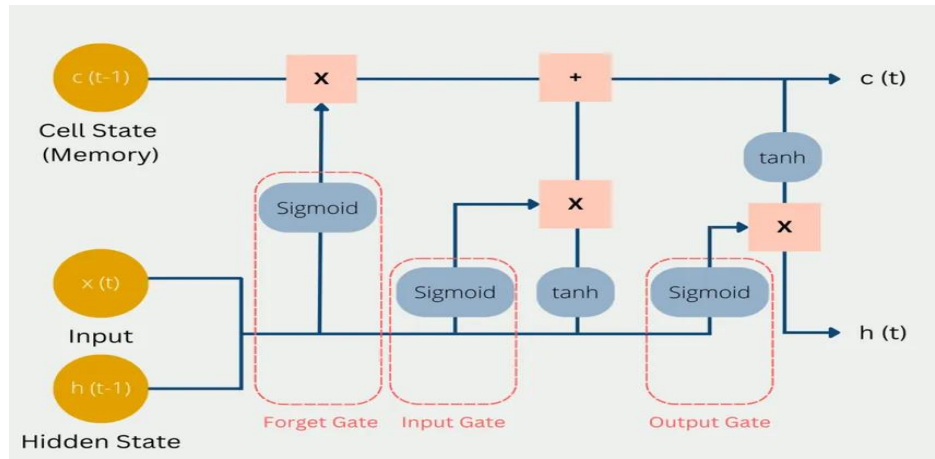 c (t-1)
X
+
c (t)
Cell State
(Memory)
tanh
Sigmoid
X
X
x (t)
Sigmoid
tanh
Sigmoid
Input
h (t)
h (t-1)
Forget Gate
Input Gate
Output Gate
Hidden State